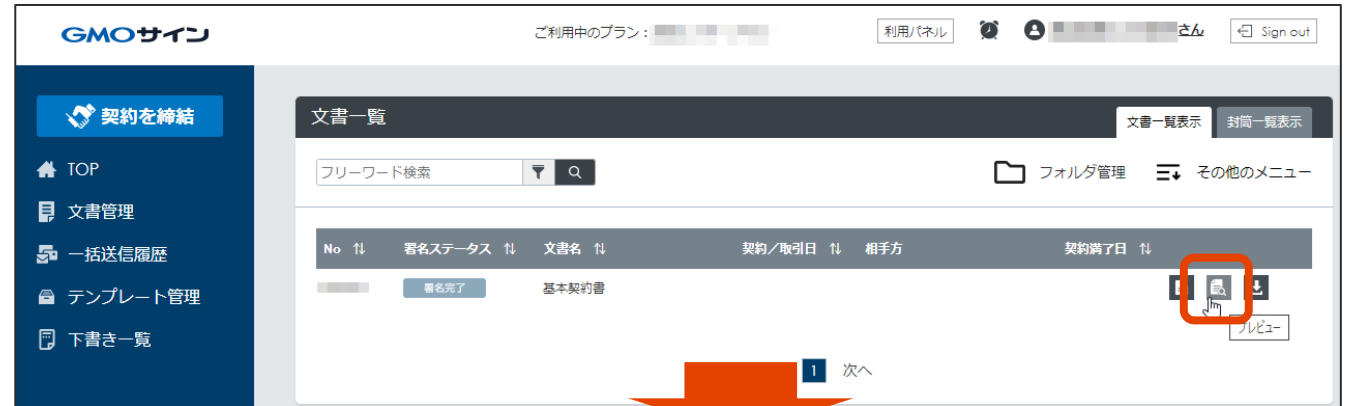 GMOサイン
ご利用中のプラン：
利用パネル
さん
Sign out
契約を締結
TOP
文書管理
一括送信履歴
テンプレート管理
下書き一覧
文書一覧
文書一覧表示
封筒一覧表示
フリーワード検索
フォルダ管理
その他のメニュー
No 署名ステータス 文書名 契約／取引日 相手方 契約満了日
署名完了 基本契約書
プレビュー
1 次へ